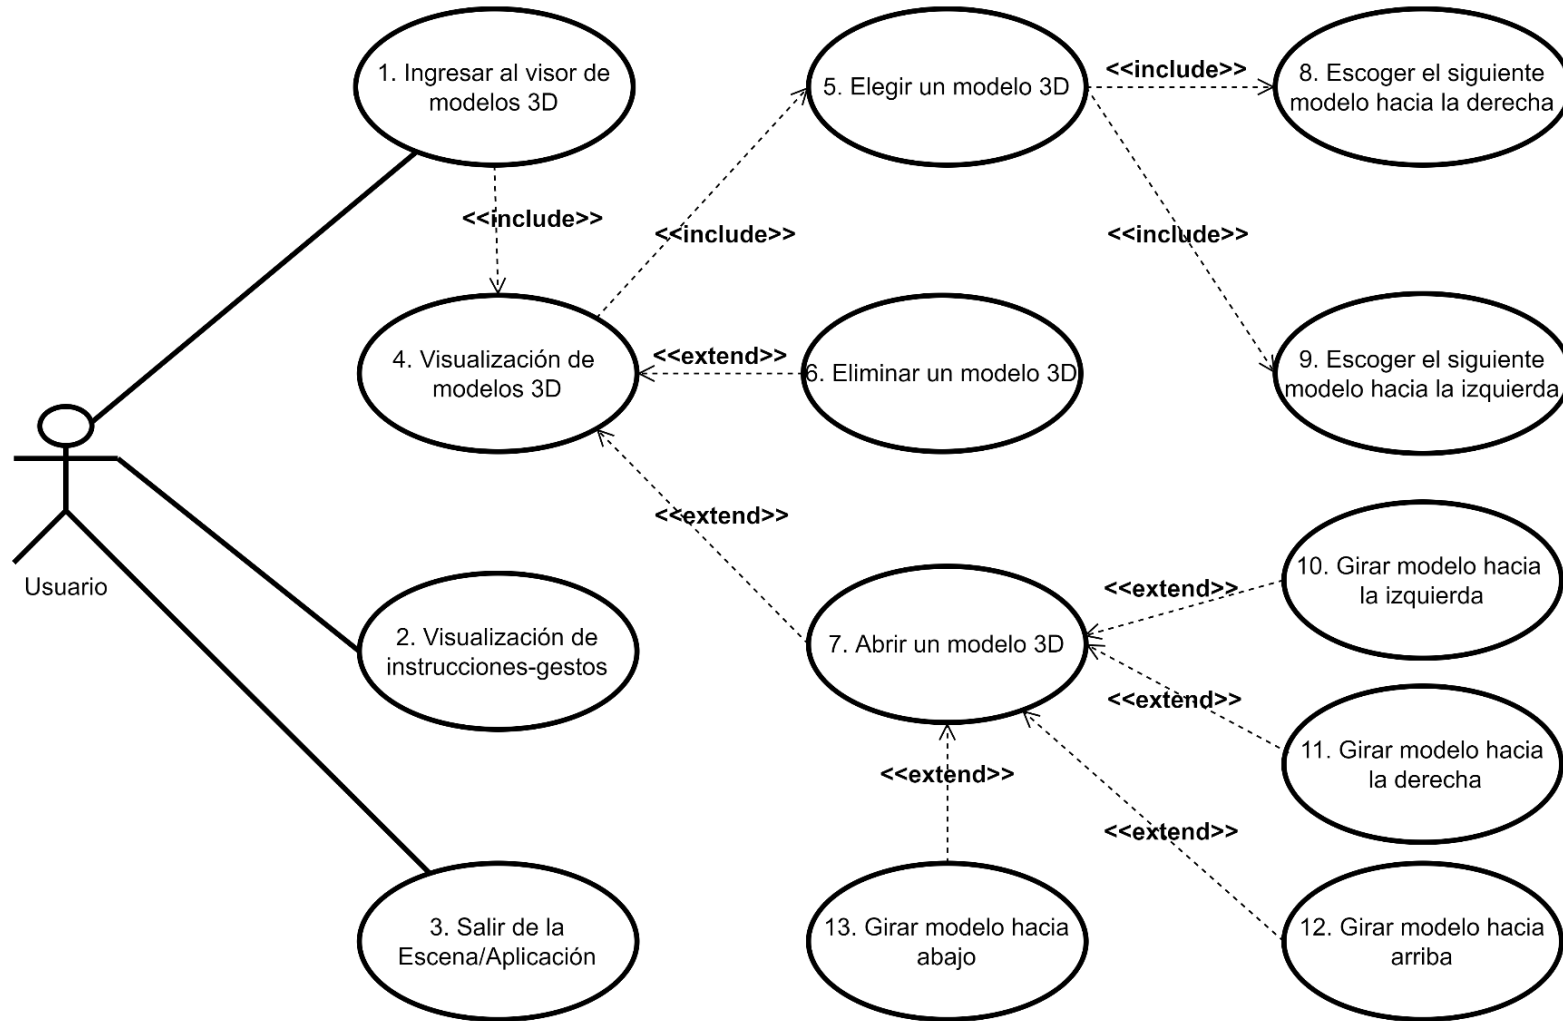 1. Ingresar al visor de
modelos 3D
5. Elegir un modelo 3D
<<include>>
8. Escoger el siguiente
modelo hacia la derecha
<<include>>
<<include>>
<<include>>
4. Visualización de
modelos 3D
<<extend>>
6. Eliminar un modelo 3D
9. Escoger el siguiente
modelo hacia la izquierda
<<extend>>
Usuario
2. Visualización de
instrucciones-gestos
7. Abrir un modelo 3D
<<extend>>
10. Girar modelo hacia
la izquierda
<<extend>>
11. Girar modelo hacia
la derecha
<<extend>>
<<extend>>
3. Salir de la
Escena/Aplicación
13. Girar modelo hacia
abajo
12. Girar modelo hacia
arriba